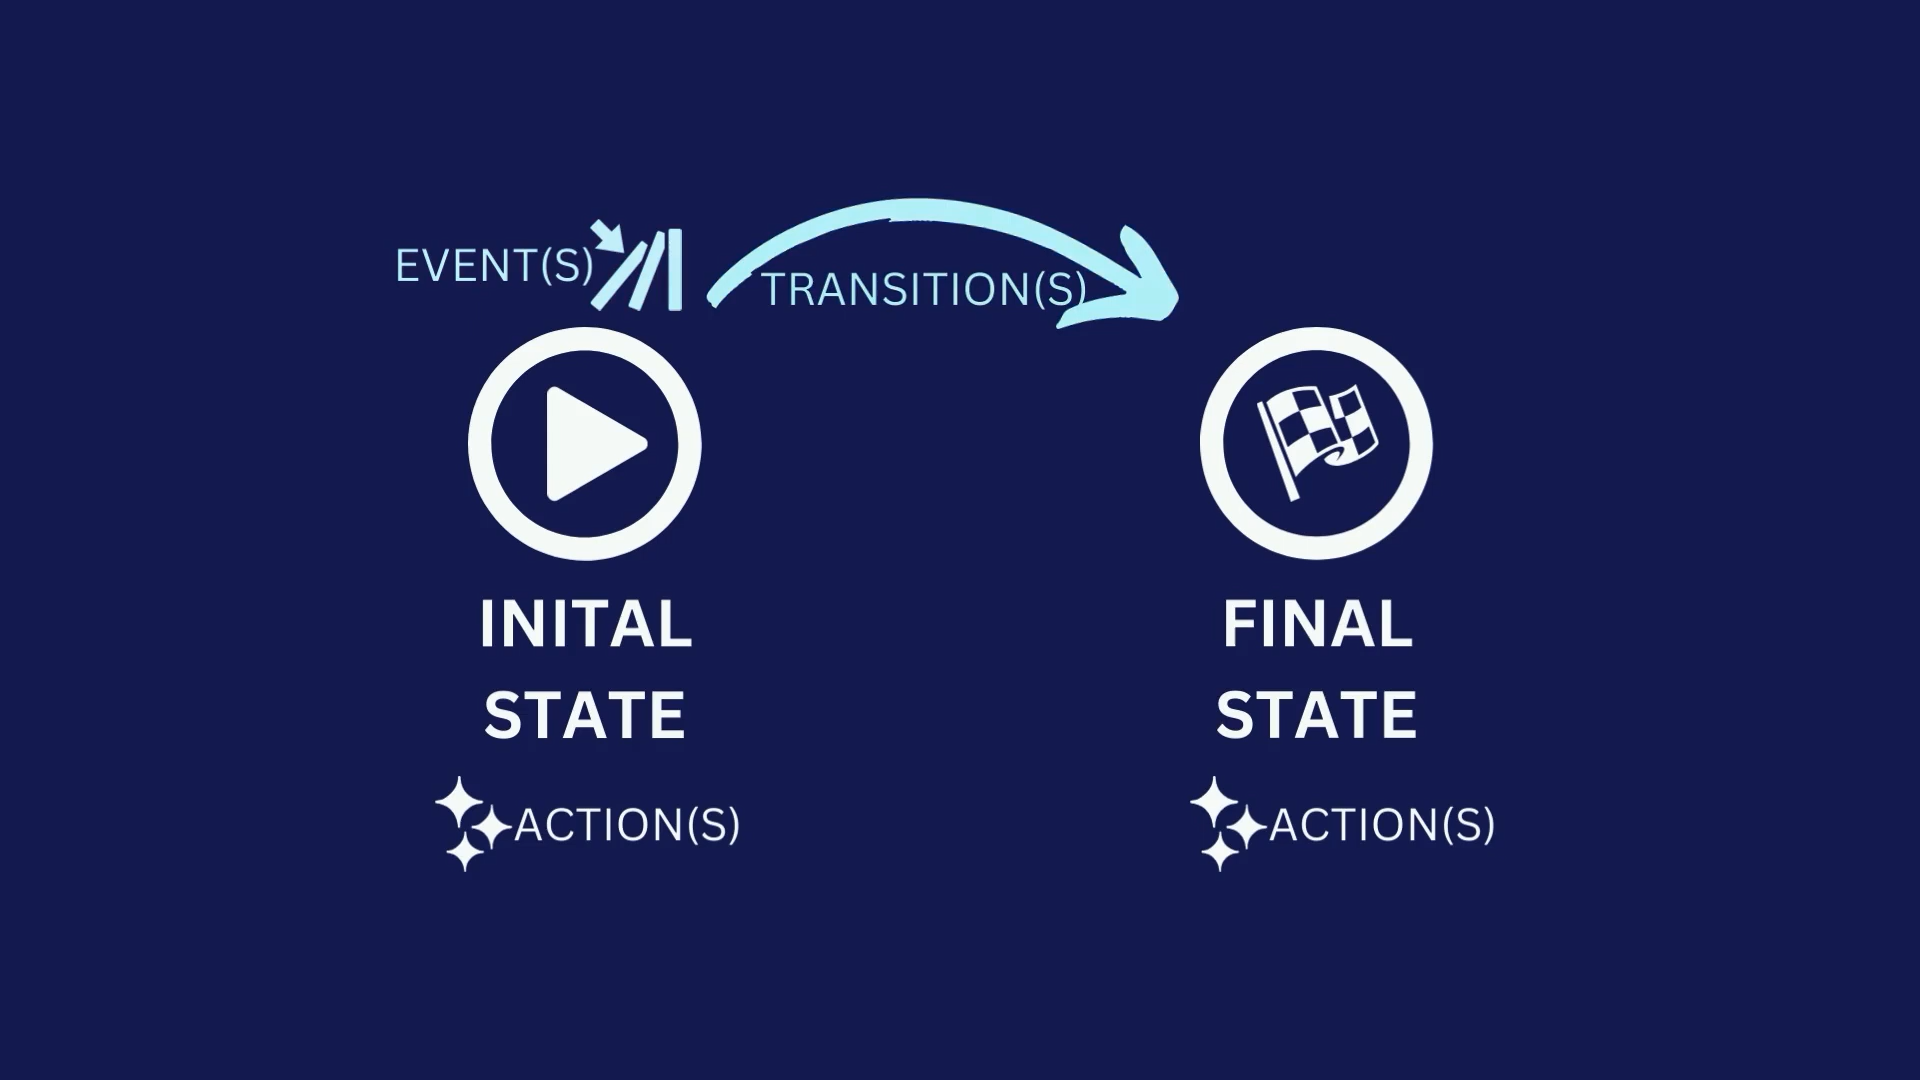 EVENT(S)
TRANSITION(S)
INITAL
STATE
ACTION(S)
FINAL
STATE
ACTION(S)